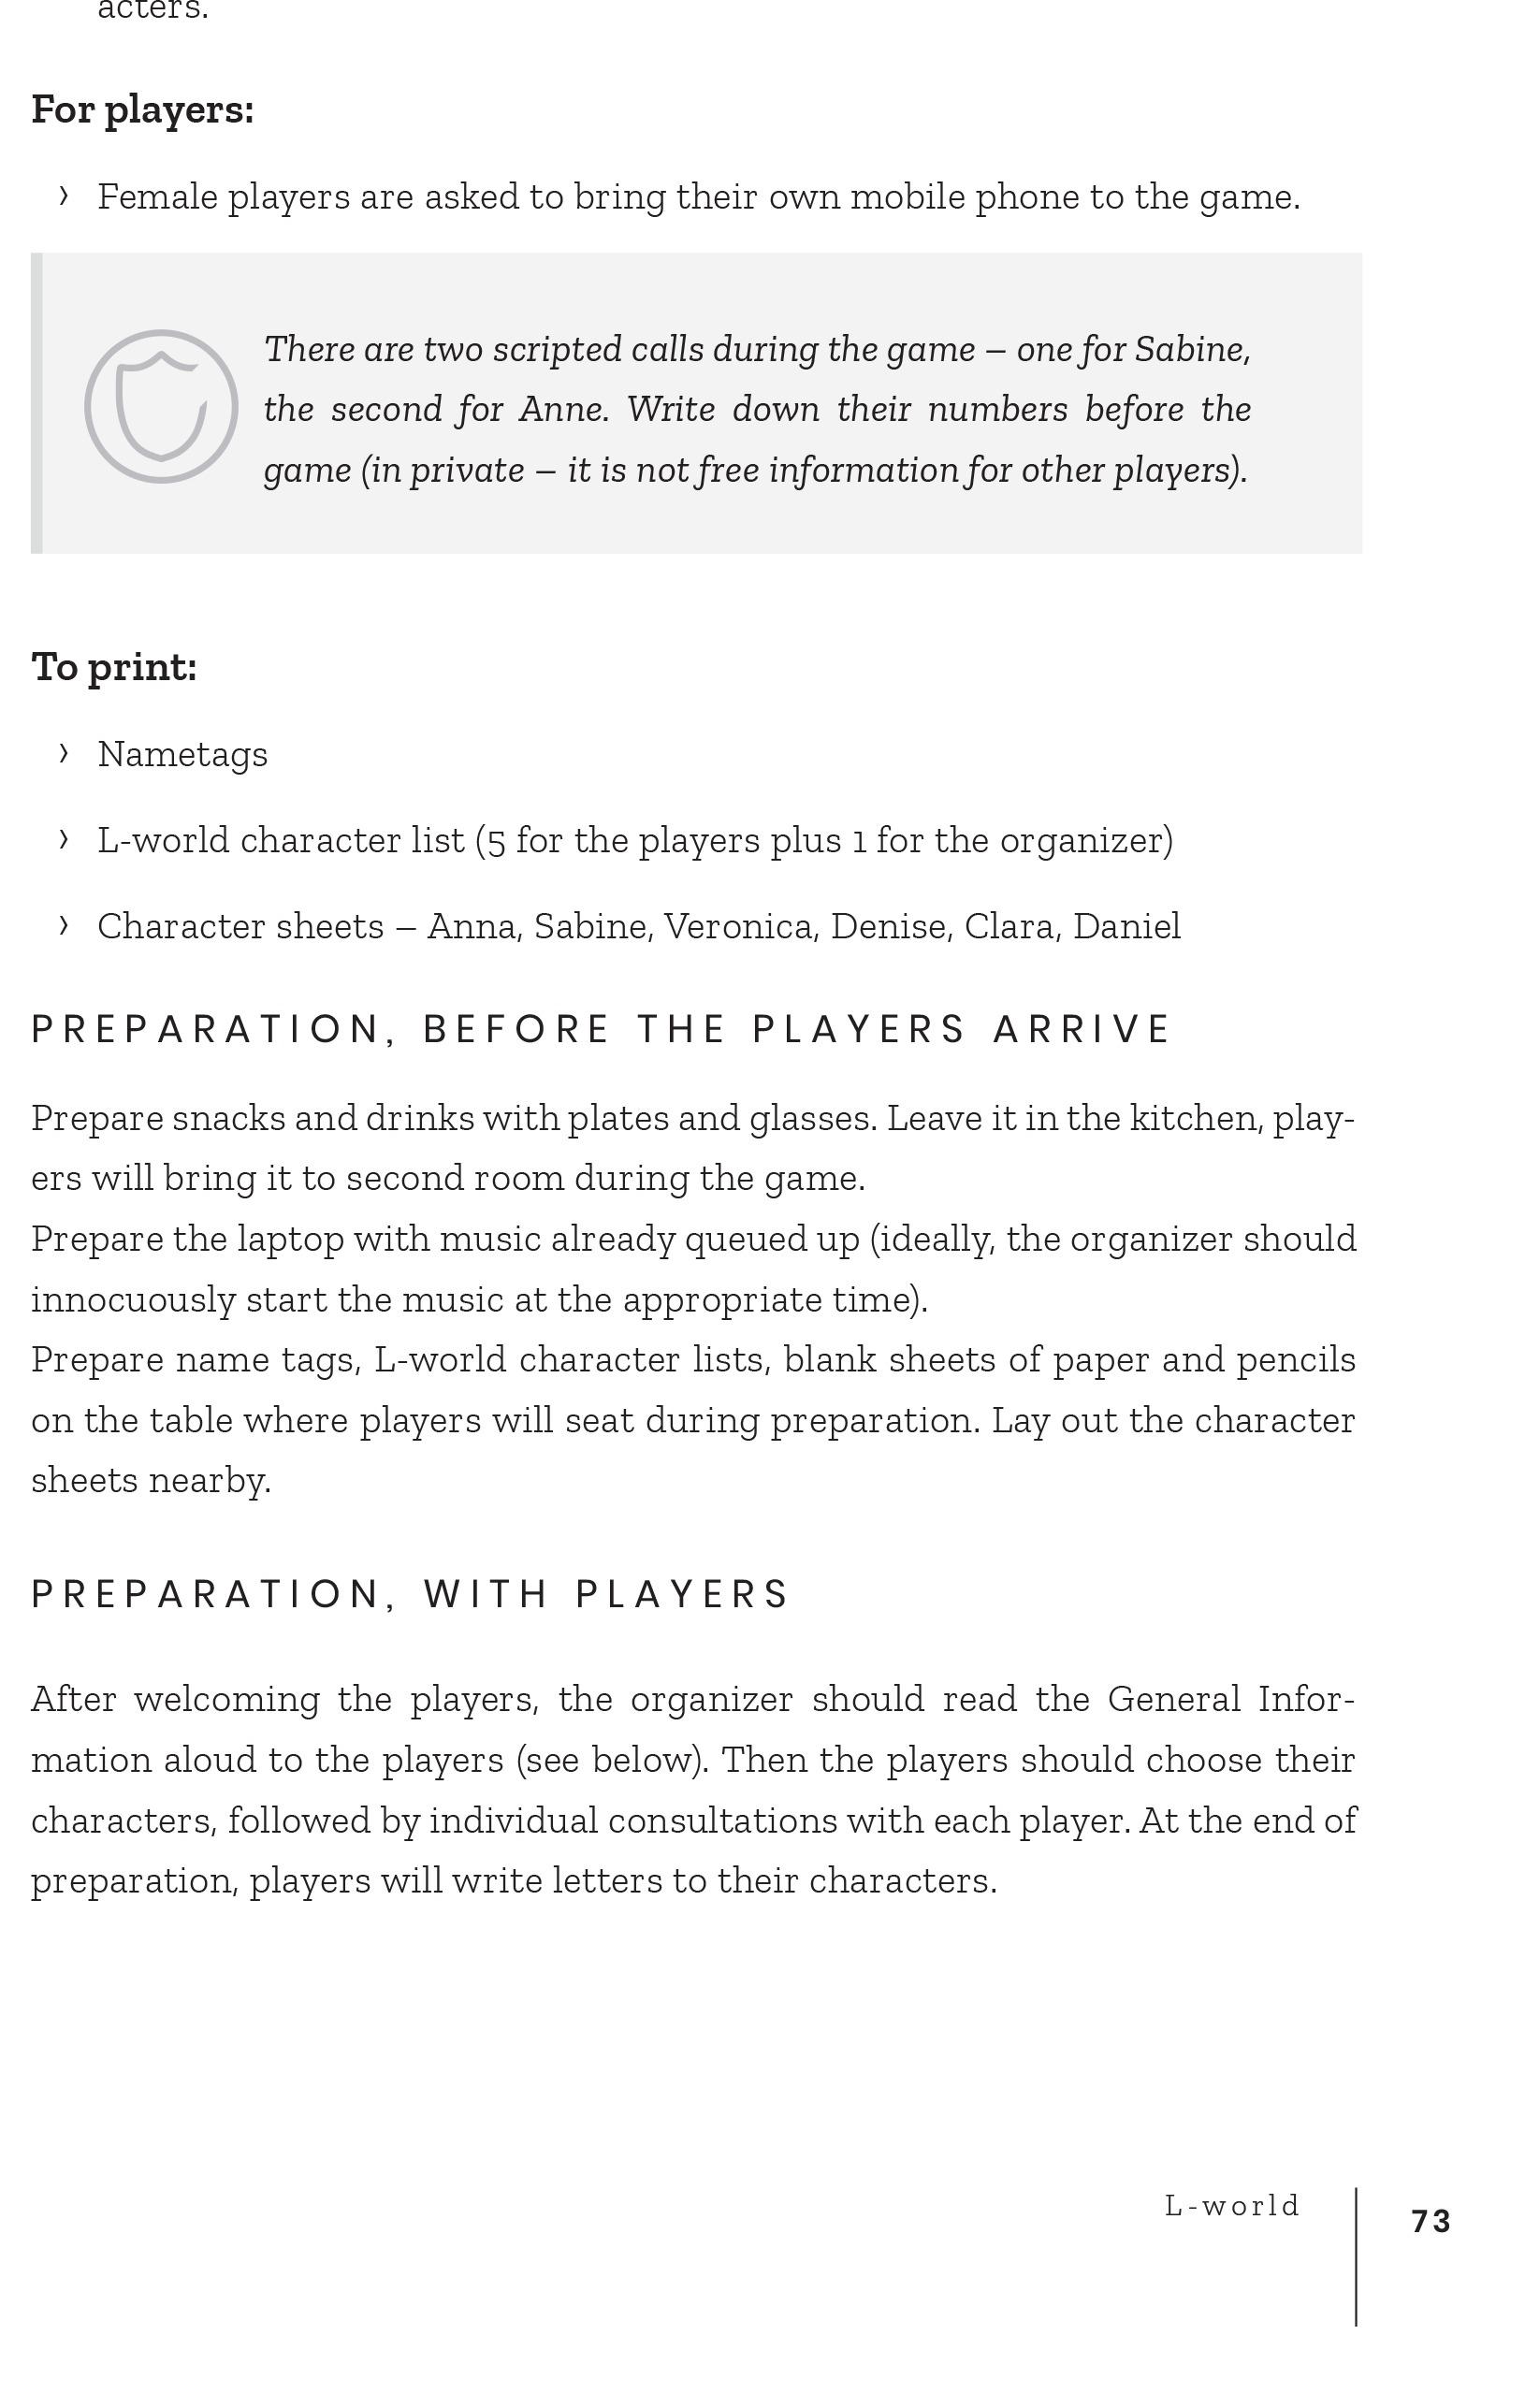 acters.
For players:
› Female players are asked to bring their own mobile phone to the game.
There are two scripted calls during the game – one for Sabine,
the second for Anne. Write down their numbers before the
game (in private – it is not free information for other players).
To print:
› Nametags
› L-world character list (5 for the players plus 1 for the organizer)
› Character sheets – Anna, Sabine, Veronica, Denise, Clara, Daniel
PREPARATION, BEFORE THE PLAYERS ARRIVE
Prepare snacks and drinks with plates and glasses. Leave it in the kitchen, play-
ers will bring it to second room during the game.
Prepare the laptop with music already queued up (ideally, the organizer should
innocuously start the music at the appropriate time).
Prepare name tags, L-world character lists, blank sheets of paper and pencils
on the table where players will seat during preparation. Lay out the character
sheets nearby.
PREPARATION, WITH PLAYERS
After welcoming the players, the organizer should read the General Infor-
mation aloud to the players (see below). Then the players should choose their
characters, followed by individual consultations with each player. At the end of
preparation, players will write letters to their characters.
L-world
73